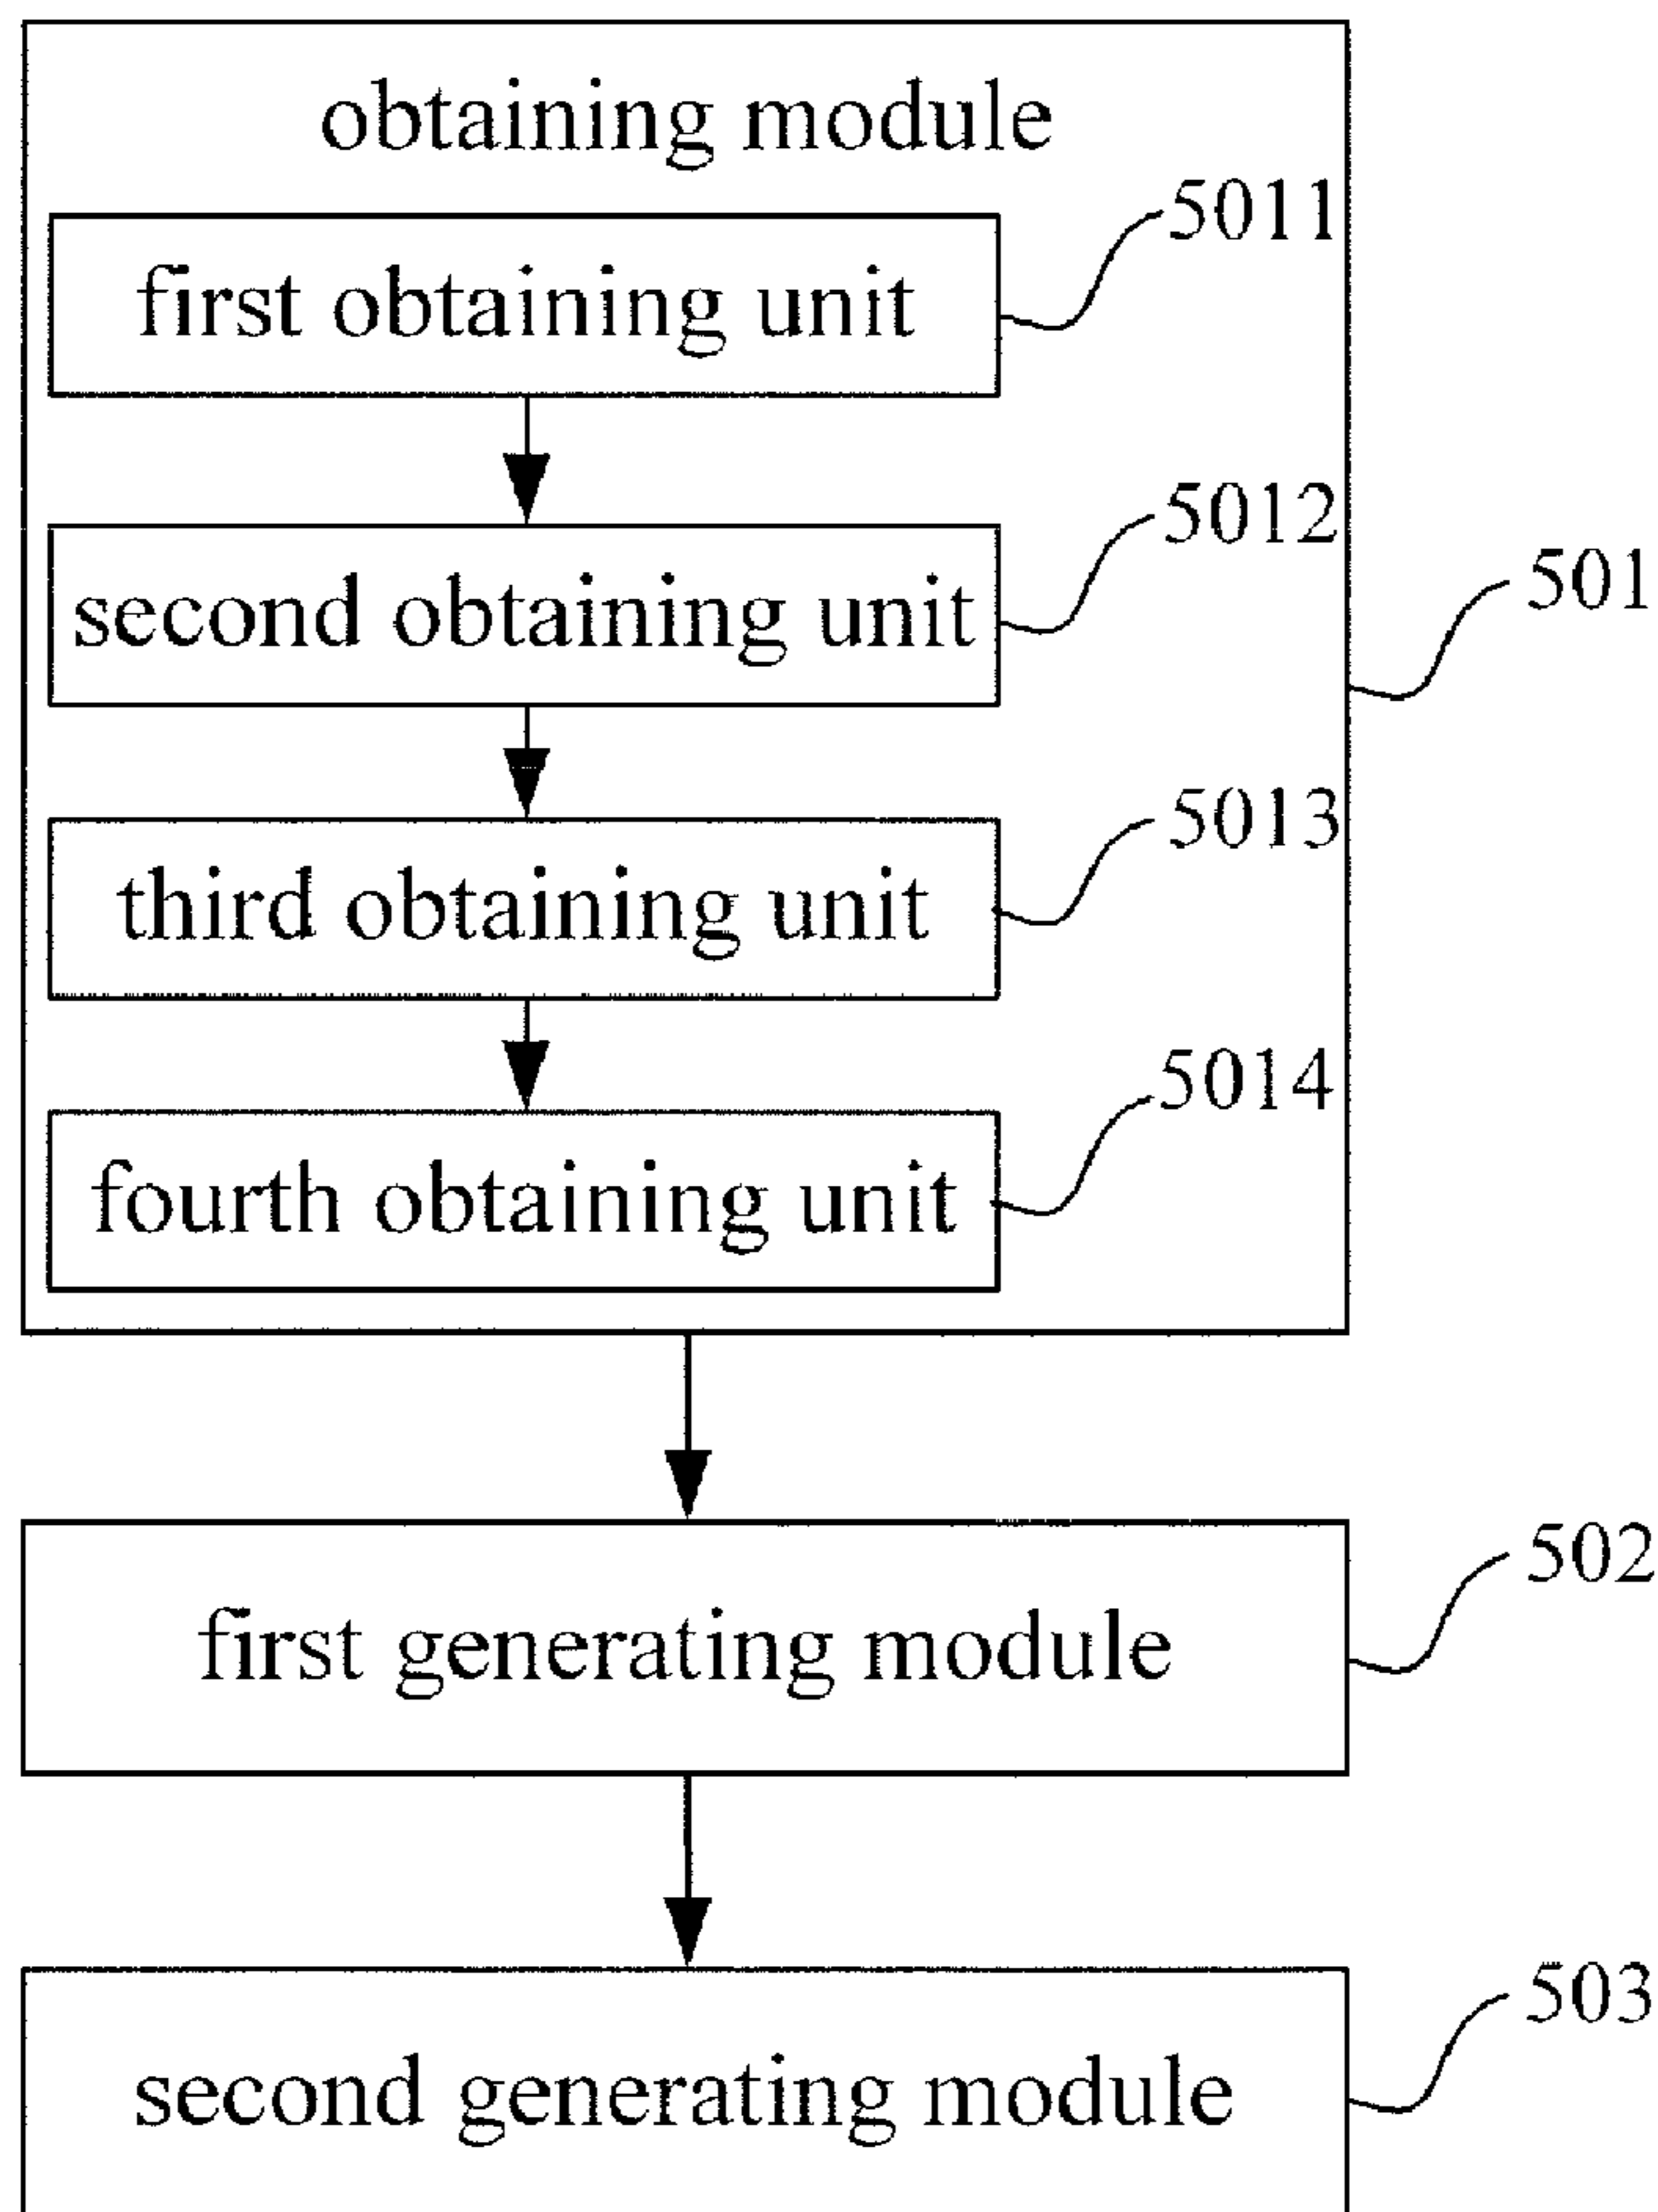 obtaining module
5011
first obtaining unit
5012
second obtaining unit
501
5013
third obtaining unit
5014
fourth obtaining unit
502
first generating module
503
second generating module